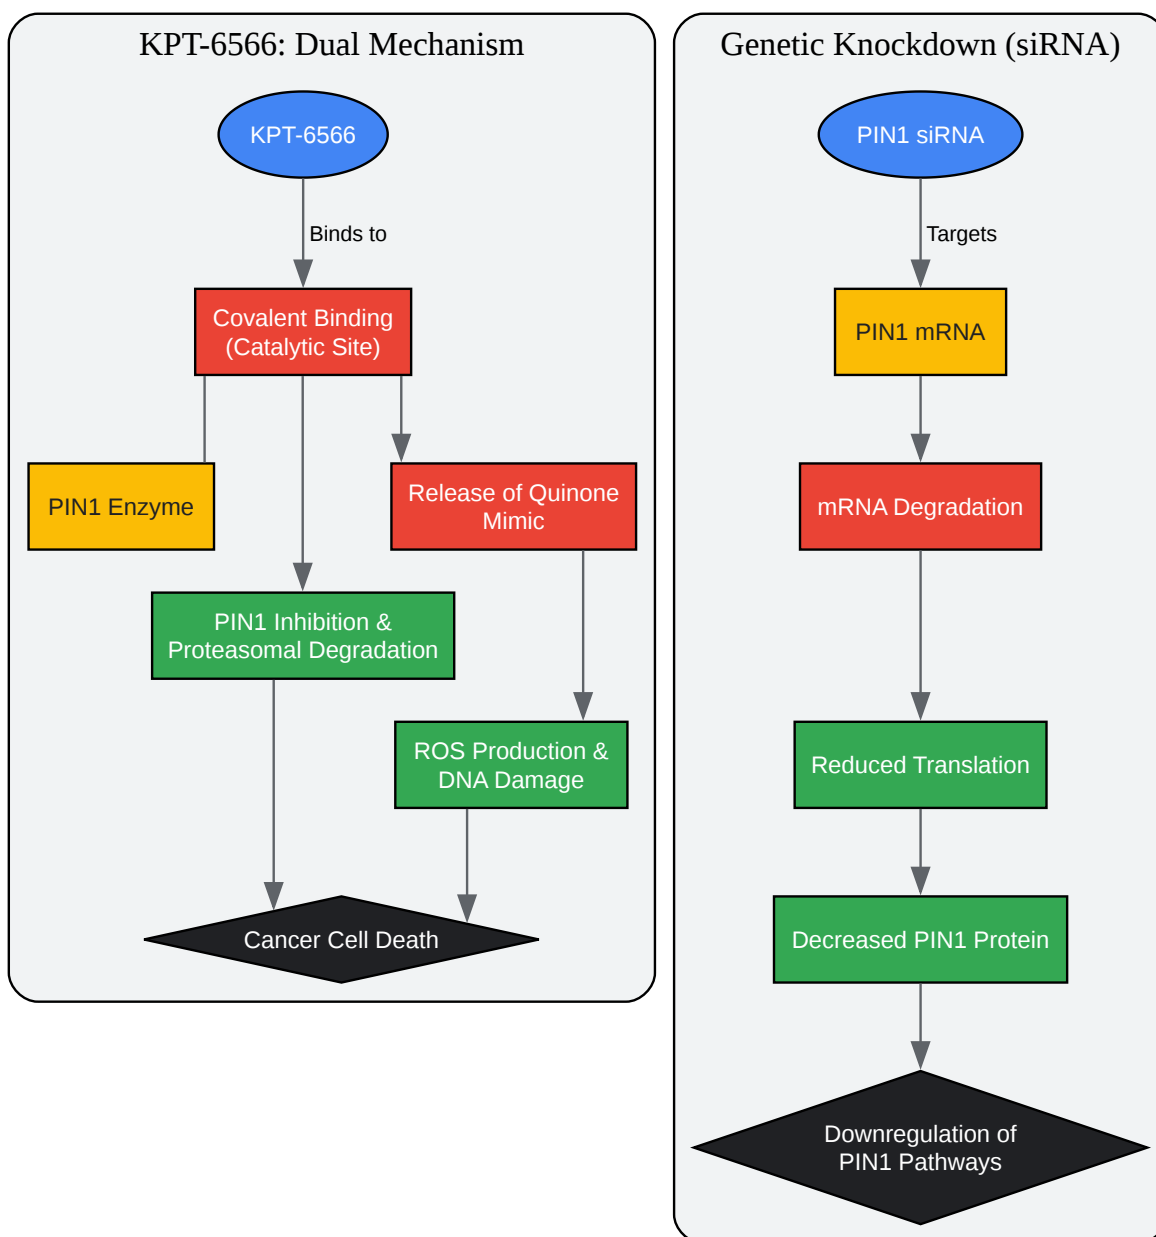 KPT-6566: Dual Mechanism
KPT-6566
Binds to
Covalent Binding
(Catalytic Site)
PIN1 Enzyme
Release of Quinone
Mimic
PIN1 Inhibition &
Proteasomal Degradation
ROS Production &
DNA Damage
Cancer Cell Death
Genetic Knockdown (siRNA)
PIN1 siRNA
Targets
PIN1 mRNA
mRNA Degradation
Reduced Translation
Decreased PIN1 Protein
Downregulation of
PIN1 Pathways